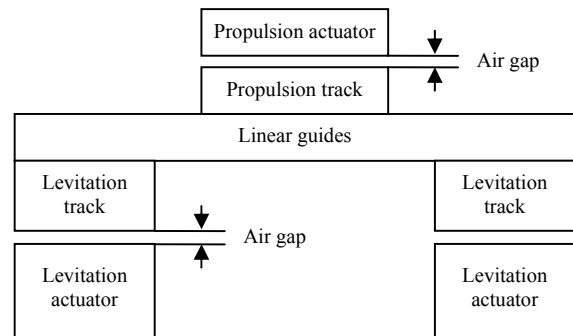 Propulsion actuator
Air gap
Propulsion track
Linear guides
Levitation
track
Levitation
track
Air gap
Levitation
actuator
Levitation
actuator